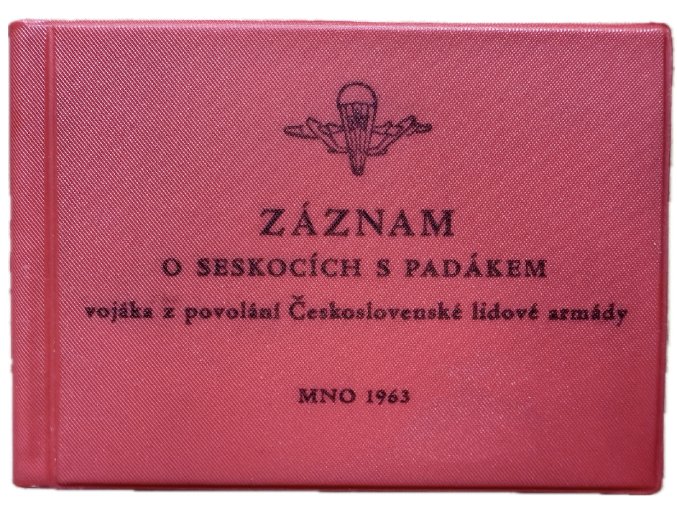 ZÁZNAM
O SESKOCÍCH S PADÁKEM
vojáka z povolání Československé lidové armády
MNO 1963